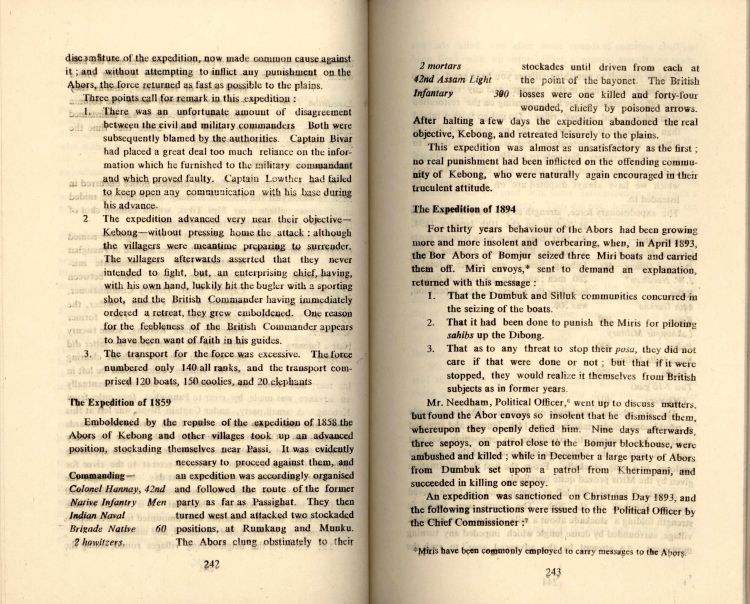 discomfiture of the expedition, now made common cause against
it ; and without attempting to inflict any punishment on the
Abors, the force returned as fast as possible to the plains.
Three points call for remark in this expedition :
1. There was an unfortunate amount of disagreement
between the civil and military commanders Both were
subsequently blamed by the authorities. Captain Bivar
had placed a great deal too much reliance on the infor-
mation which he furnished to the military commandant
and which proved faulty. Captain Lowther had failed
to keep open any communication with his base during
his advance.
2 The expedition advanced very near their objective—
Kebong—without pressing home the attack : although
the villagers were meantime preparing to surrender.
The villagers afterwards asserted that they never
intended to fight, but, an enterprising chief, having,
with his own hand, luckily hit the bugler with a sporting
shot, and the British Commander having immediately
ordered a retreat, they grew emboldened. One reason
for the feebleness of the British Commander appears
to have been want of faith in his guides.
3. The transport for the force was excessive. The force
numbered only 140 all ranks, and the transport com-
prised 120 boats, 150 coolies, and 20 elephants
The Expedition of 1859
Emboldened by the repulse of the expedition of 1858 the
Abors of Kebong and other villages took up an advanced
position, stockading themselves near Passi. It was evidently
necessary to proceed against them, and
Commanding— an expedition was accordingly organised
Colonel Hannay, 42nd and followed the route of the former
Native Infantry Men party as far as Passighat. They then
Indian Naval turned west and attacked two stockaded
Brigade Native 60 positions, at Rumkang and Munku.
2 howitzers. The Abors clung obstinately to their
242
2 mortars stockades until driven from each at
42nd Assam Light the point of the bayonet. The British
Infantary 300 losses were one killed and forty-four
wounded, chiefly by poisoned arrows.
After halting a few days the expedition abandoned the real
objective, Kebong, and retreated leisurely to the plains.
This expedition was almost as unsatisfactory as the first ;
no real punishment had been inflicted on the offending commu-
nity of Kebong, who were naturally again encouraged in their
truculent attitude.
The Expedition of 1894
For thirty years behaviour of the Abors had been growing
more and more insolent and overbearing, when, in April 1893,
the Bor Abors of Bomjur seized three Miri boats and carried
them off. Miri envoys,* sent to demand an explanation,
returned with this message :
1. That the Dumbuk and Silluk communities concurred in
the seizing of the boats.
2. That it had been done to punish the Miris for piloting
sahibs up the Dibong.
3. That as to any threat to stop their posa, they did not
care if that were done or not ; but that if it were
stopped, they would realize it themselves from British
subjects as in former years.
Mr. Needham, Political Officer,⁶ went up to discuss matters,
but found the Abor envoys so insolent that he dismissed them,
whereupon they openly defied him. Nine days afterwards,
three sepoys, on patrol close to the Bomjur blockhouse, were
ambushed and killed ; while in December a large party of Abors
from Dumbuk set upon a patrol from Kherimpani, and
succeeded in killing one sepoy.
An expedition was sanctioned on Christmas Day 1893, and
the following instructions were issued to the Political Officer by
the Chief Commissioner ;⁷
*Miris have been commonly employed to carry messages to the Abors.
243